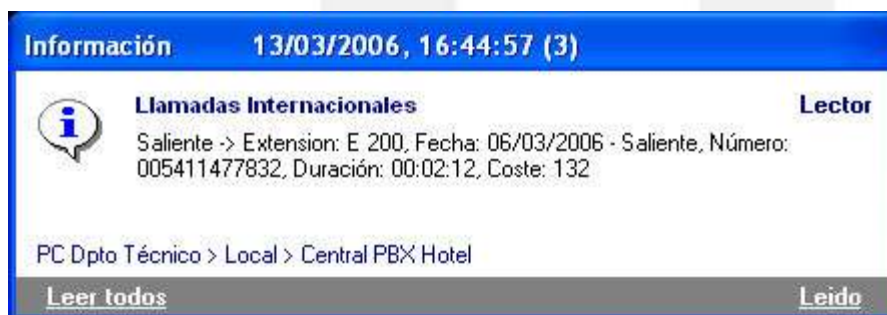 Información 13/03/2006, 16:44:57 (3)
Llamadas Internacionales Lector
Saliente -> Extension: E 200, Fecha: 06/03/2006 - Saliente, Número:
005411477832, Duración: 00:02:12, Coste: 132
PC Dpto Técnico > Local > Central PBX Hotel
Leer todos Leido